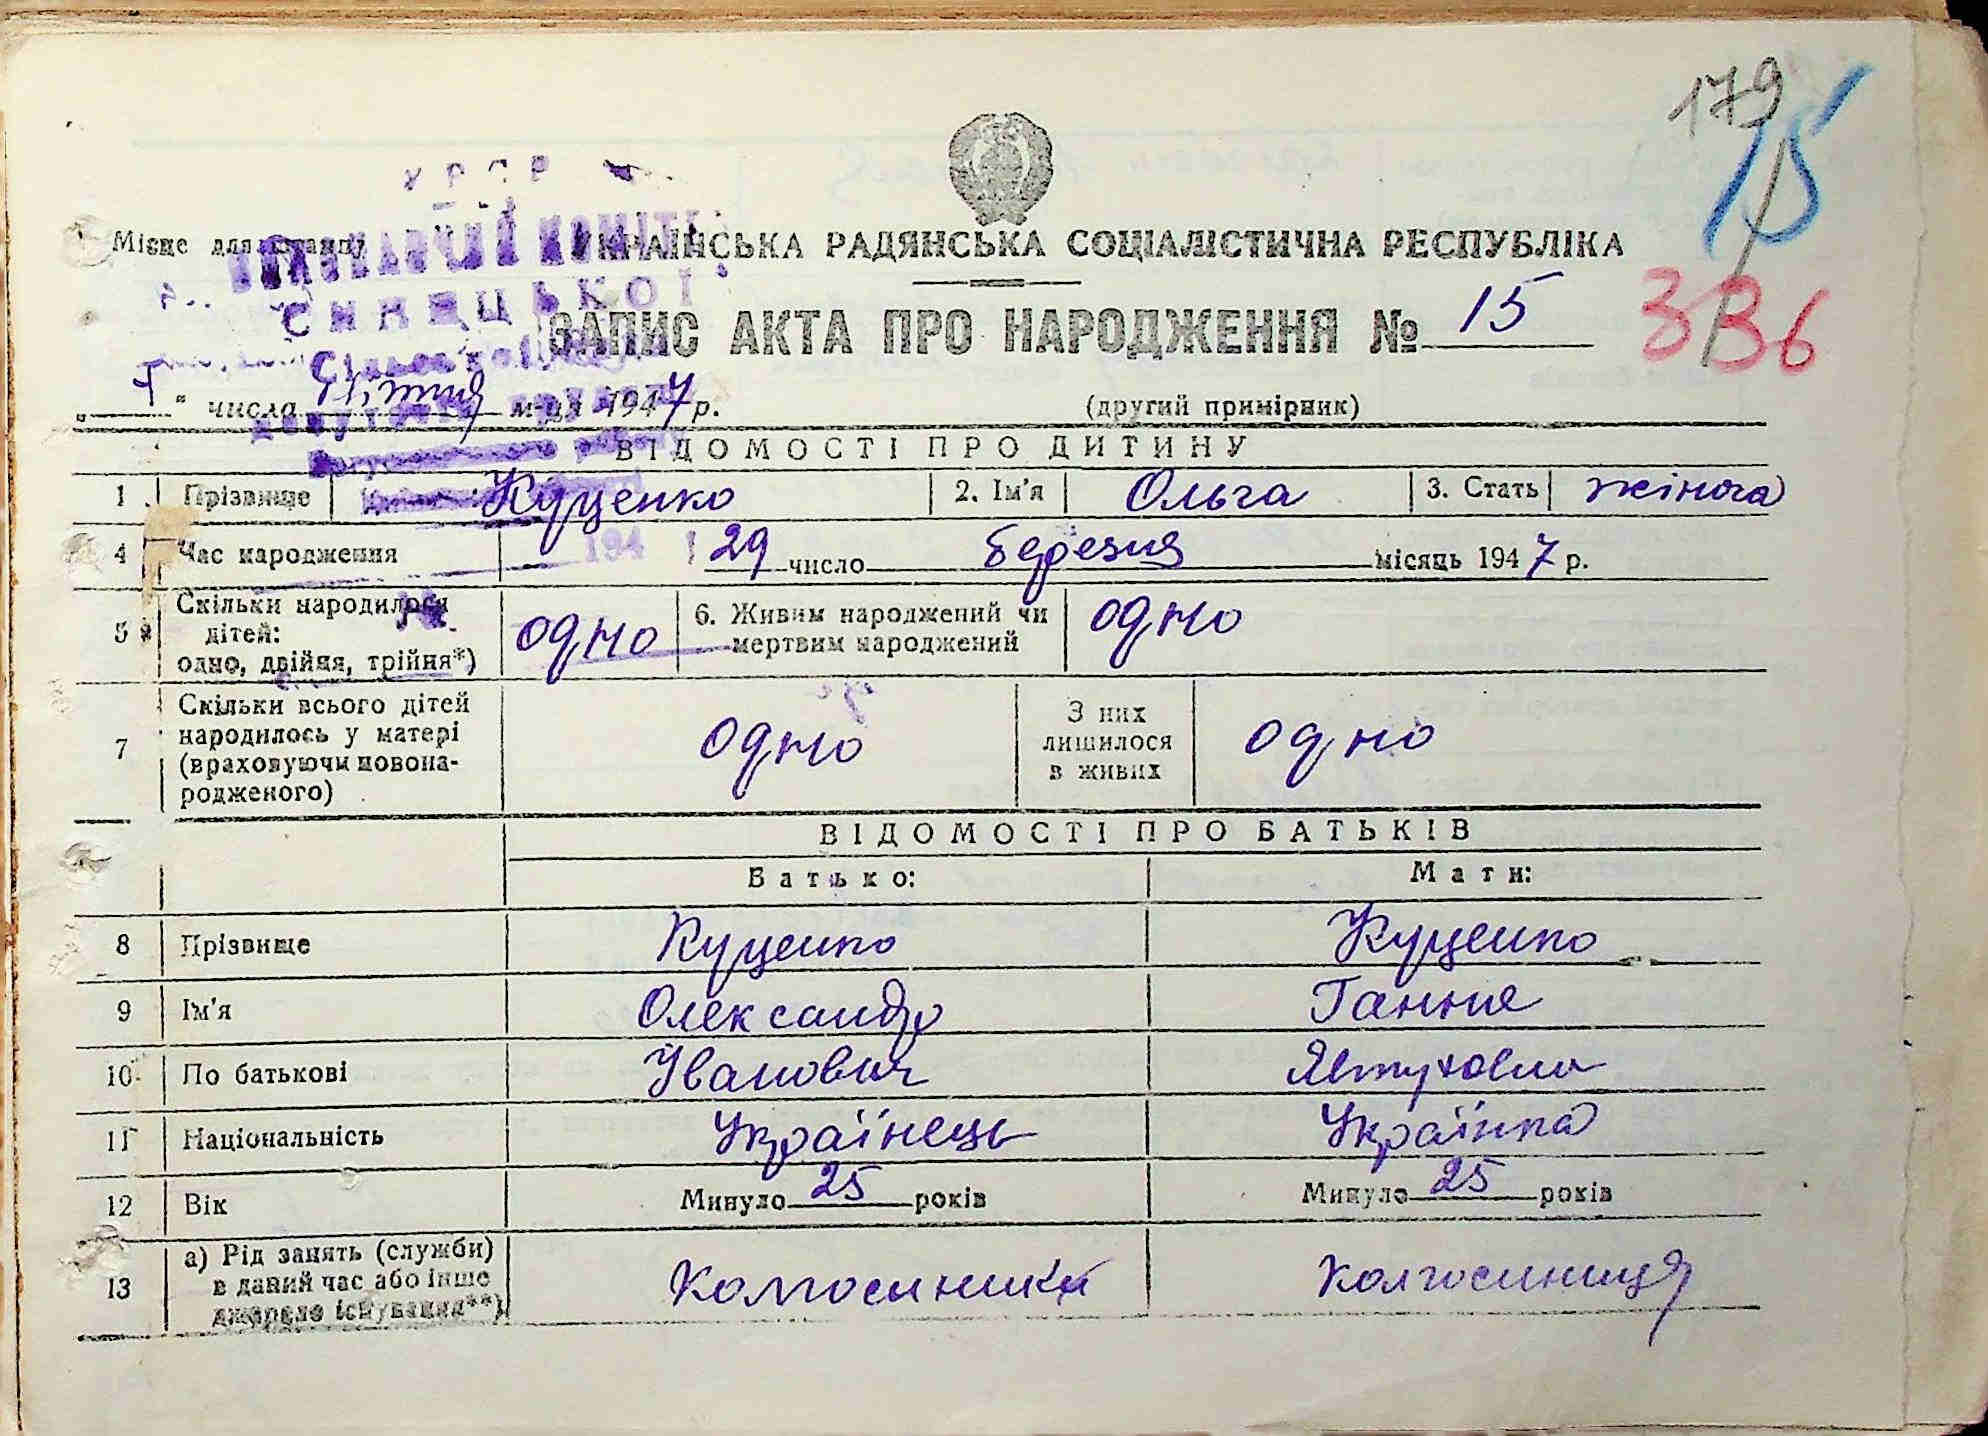 179
15
336
УРСР
Місце для штампу
УКРАЇНСЬКА РАДЯНСЬКА СОЦІАЛІСТИЧНА РЕСПУБЛІКА
СИНИЦЬКОЇ
ЗАПИС АКТА ПРО НАРОДЖЕННЯ № 15
числа квітня м-ця 1947 р.
(другий примірник)
ВІДОМОСТІ ПРО ДИТИНУ
1 Прізвище Куценко 2. Ім'я Ольга 3. Стать жіноча
4 Час народження 29 число березня місяць 1947 р.
5 Скільки народилося дітей: одно, двійня, трійня*) одно 6. Живим народжений чи мертвим народжений одно
7 Скільки всього дітей народилось у матері (враховуючи новонародженого) одно З них лишилося в живих одно
ВІДОМОСТІ ПРО БАТЬКІВ
Батько: Мати:
8 Прізвище Куценко Куценко
9 Ім'я Олександр Ганна
10 По батькові Іванович Явтуховна
11 Національність Українець Українка
12 Вік Минуло 25 років Минуло 25 років
13 а) Рід занять (служби) в даний час або інше джерело існування**) Колгоспник Колгоспниця